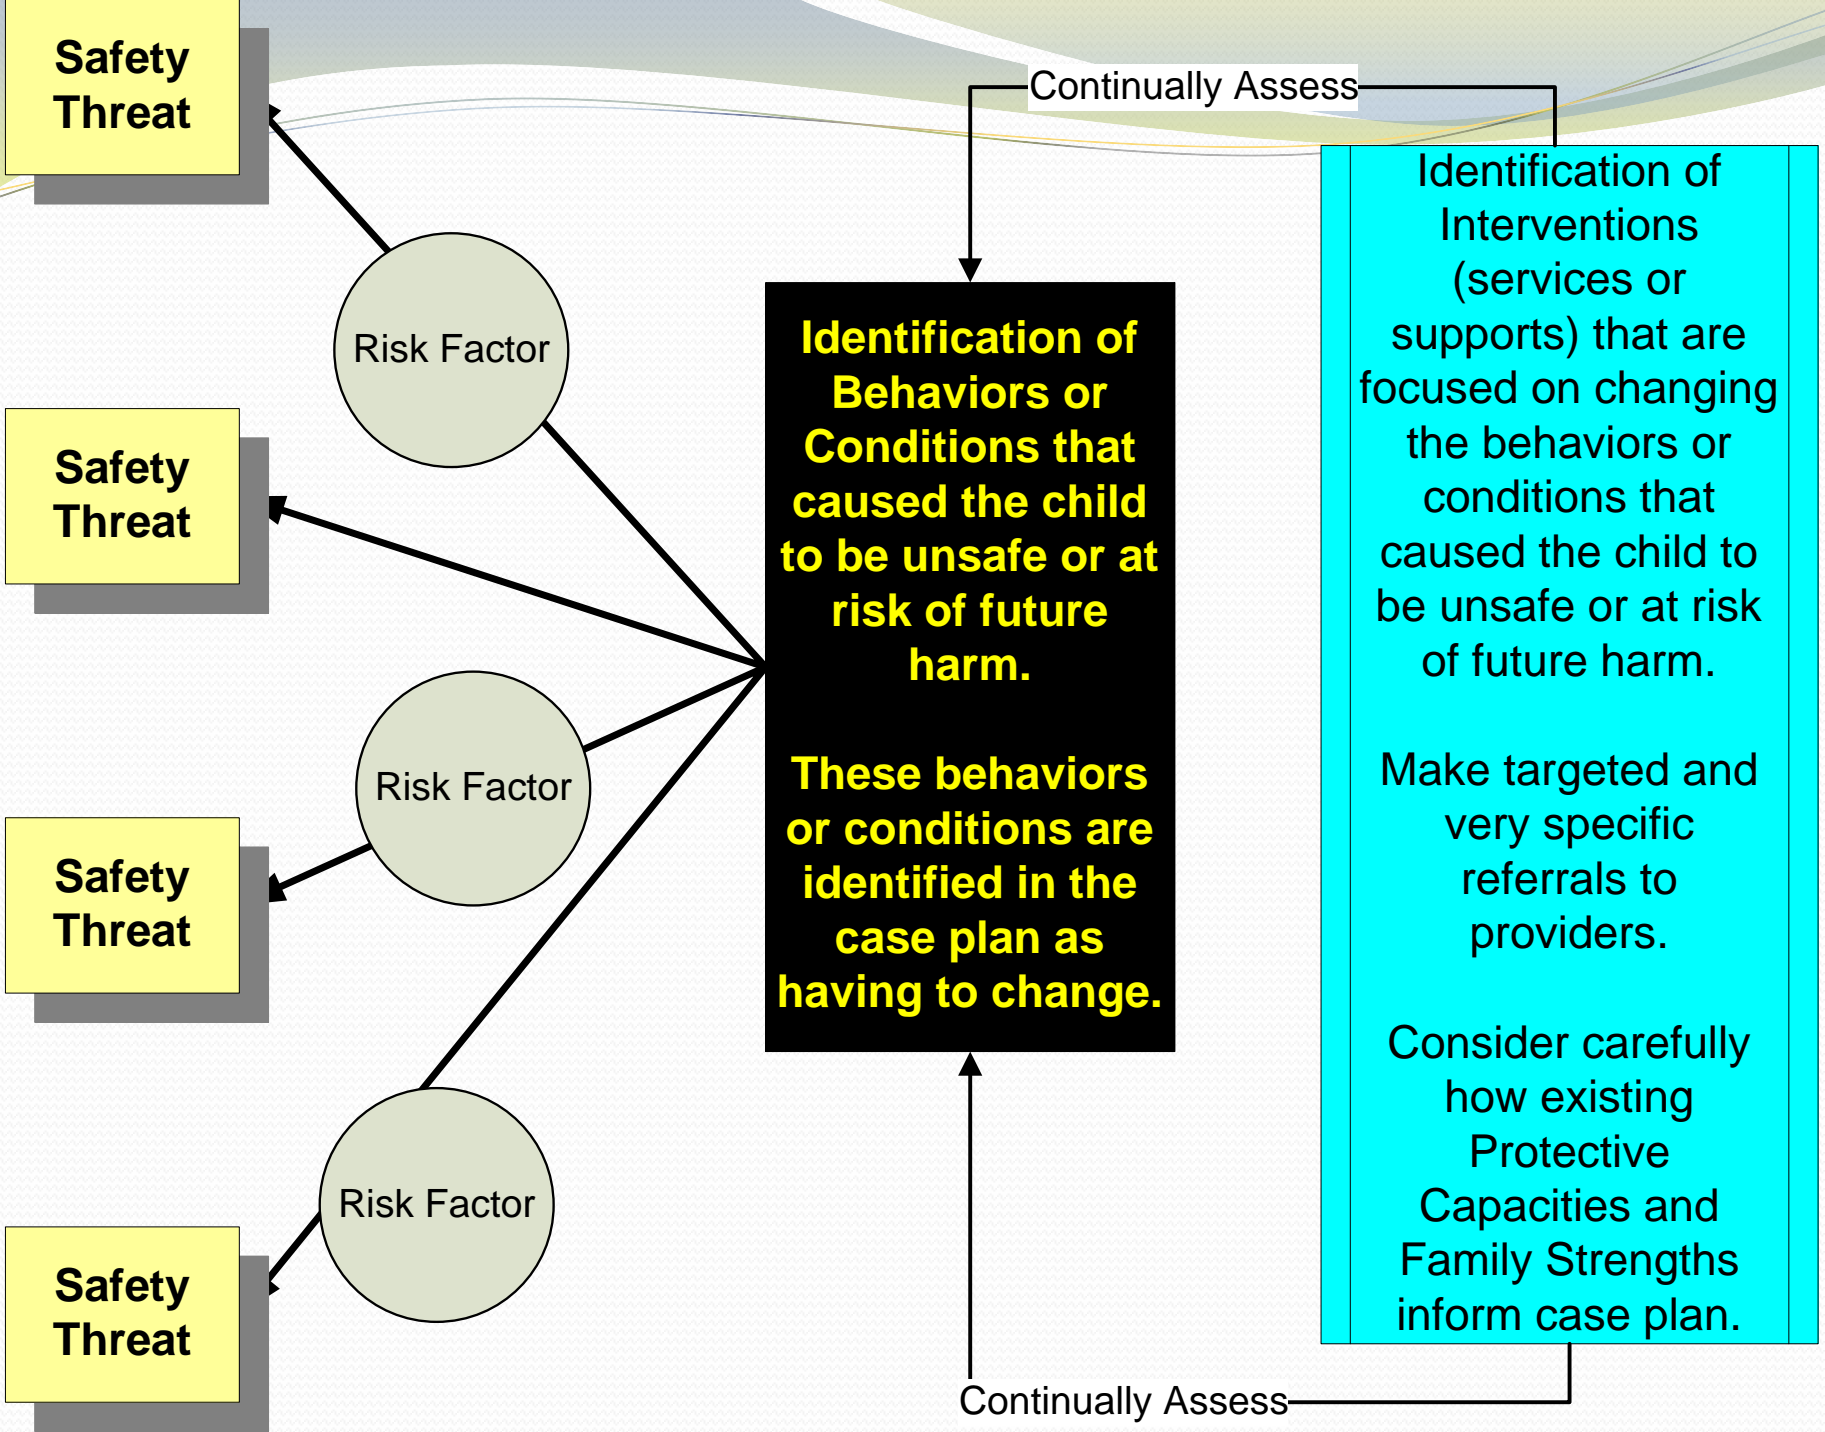 Safety
Threat
Safety
Threat
Safety
Threat
Safety
Threat
Risk Factor
Risk Factor
Risk Factor
Continually Assess
Identification of
Behaviors or
Conditions that
caused the child
to be unsafe or at
risk of future
harm.
These behaviors
or conditions are
identified in the
case plan as
having to change.
Continually Assess
Identification of
Interventions
(services or
supports) that are
focused on changing
the behaviors or
conditions that
caused the child to
be unsafe or at risk
of future harm.
Make targeted and
very specific
referrals to
providers.
Consider carefully
how existing
Protective
Capacities and
Family Strengths
inform case plan.